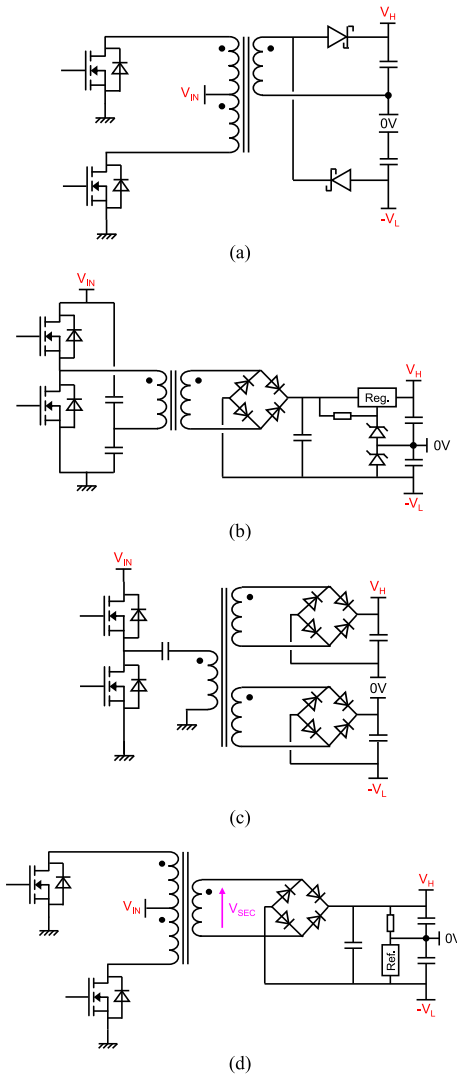 V_H
V_IN
0V
-V_L
(a)
V_IN
V_H
Reg.
0V
-V_L
(b)
V_IN
V_H
0V
-V_L
(c)
V_H
V_IN
V_SEC
0V
Ref.
-V_L
(d)